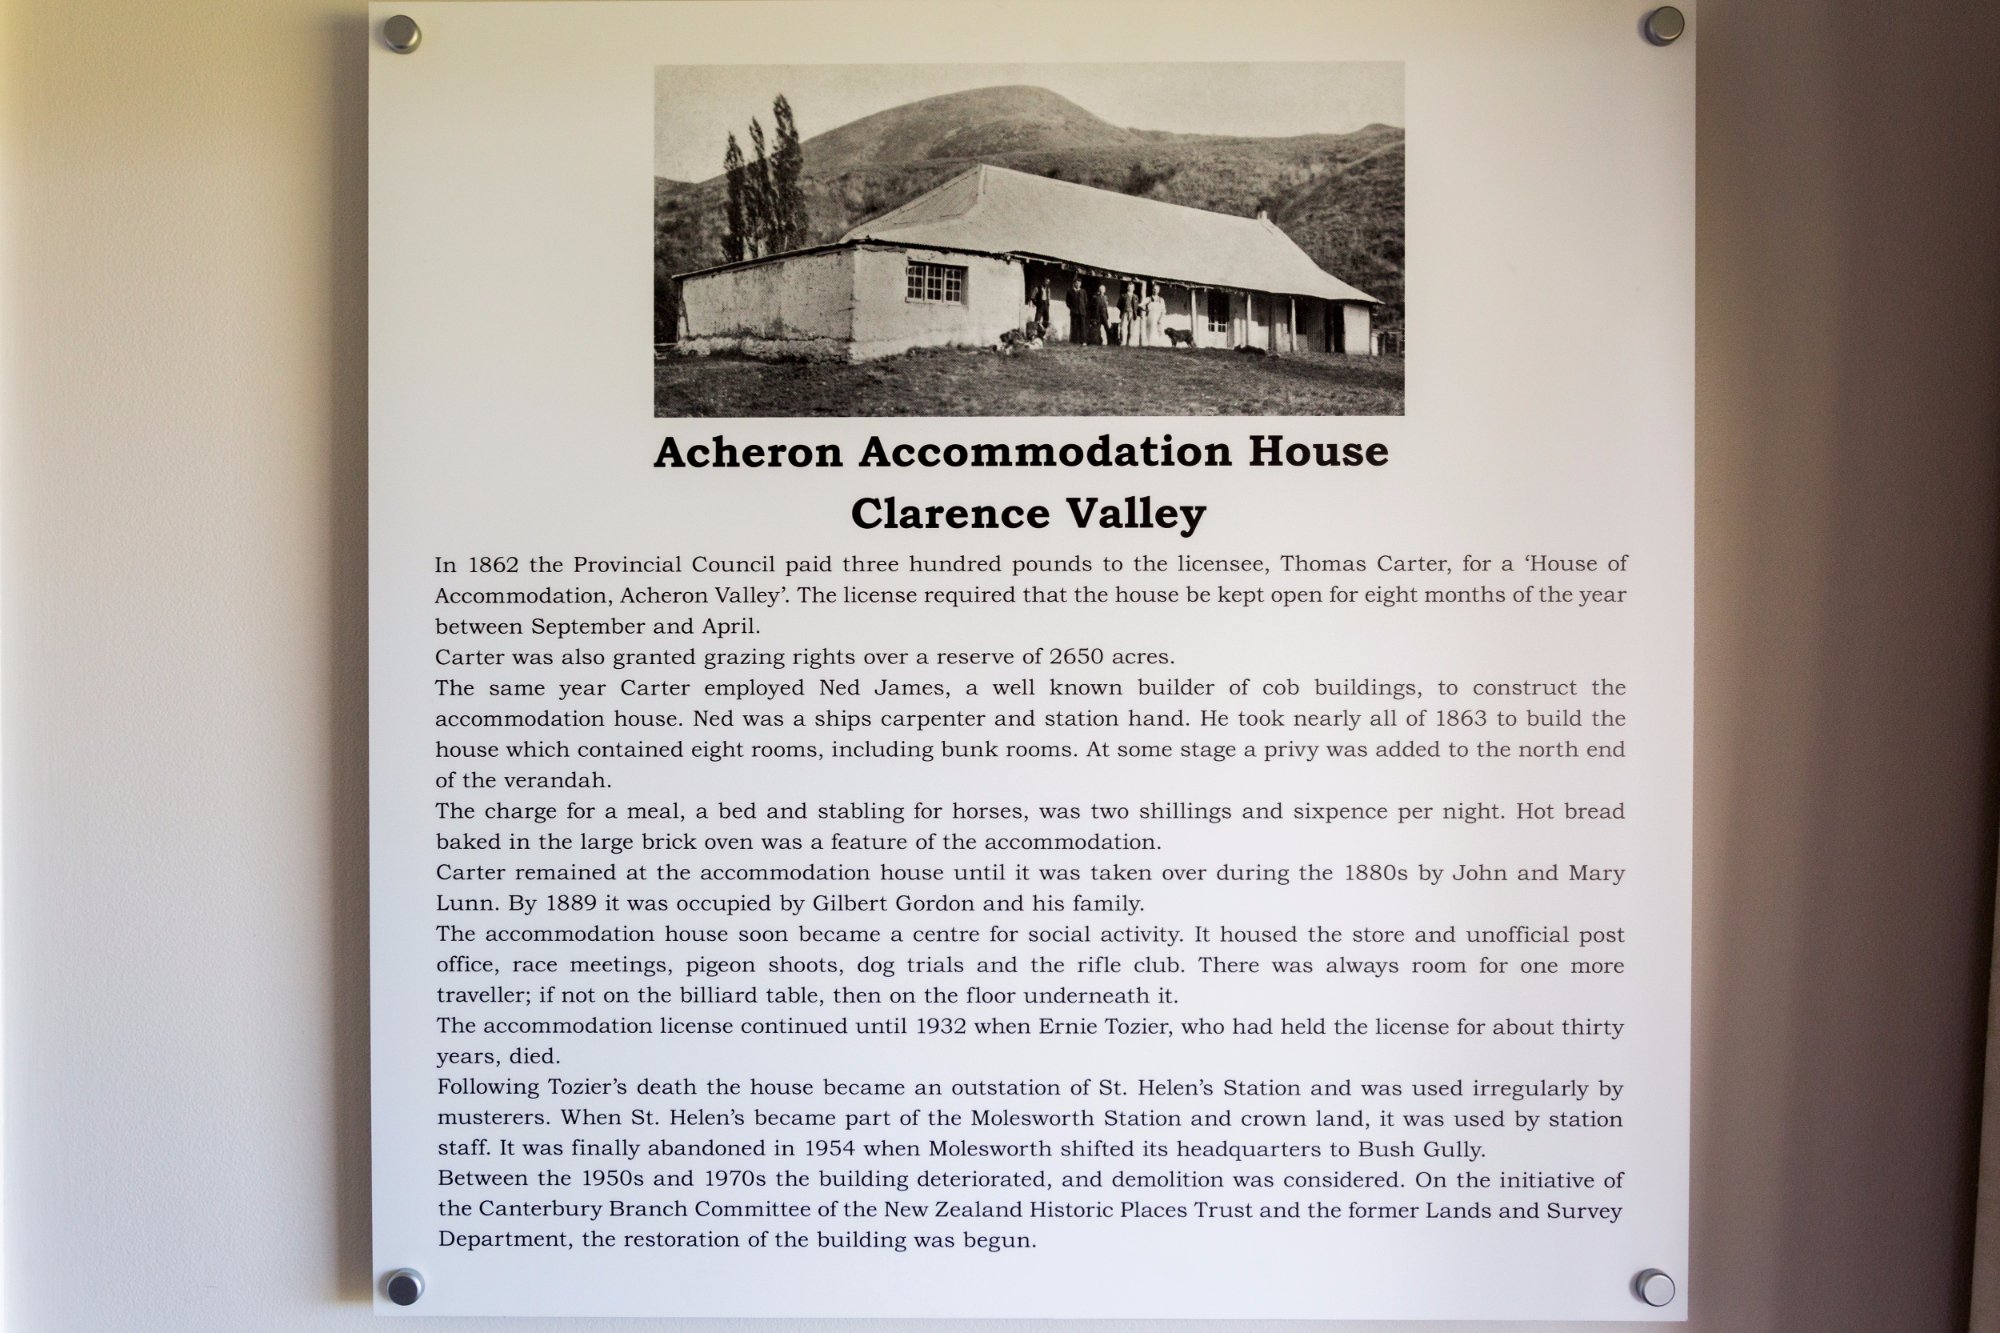 Acheron Accommodation House
Clarence Valley
In 1862 the Provincial Council paid three hundred pounds to the licensee, Thomas Carter, for a ‘House of
Accommodation, Acheron Valley’. The license required that the house be kept open for eight months of the year
between September and April.
Carter was also granted grazing rights over a reserve of 2650 acres.
The same year Carter employed Ned James, a well known builder of cob buildings, to construct the
accommodation house. Ned was a ships carpenter and station hand. He took nearly all of 1863 to build the
house which contained eight rooms, including bunk rooms. At some stage a privy was added to the north end
of the verandah.
The charge for a meal, a bed and stabling for horses, was two shillings and sixpence per night. Hot bread
baked in the large brick oven was a feature of the accommodation.
Carter remained at the accommodation house until it was taken over during the 1880s by John and Mary
Lunn. By 1889 it was occupied by Gilbert Gordon and his family.
The accommodation house soon became a centre for social activity. It housed the store and unofficial post
office, race meetings, pigeon shoots, dog trials and the rifle club. There was always room for one more
traveller; if not on the billiard table, then on the floor underneath it.
The accommodation license continued until 1932 when Ernie Tozier, who had held the license for about thirty
years, died.
Following Tozier’s death the house became an outstation of St. Helen’s Station and was used irregularly by
musterers. When St. Helen’s became part of the Molesworth Station and crown land, it was used by station
staff. It was finally abandoned in 1954 when Molesworth shifted its headquarters to Bush Gully.
Between the 1950s and 1970s the building deteriorated, and demolition was considered. On the initiative of
the Canterbury Branch Committee of the New Zealand Historic Places Trust and the former Lands and Survey
Department, the restoration of the building was begun.